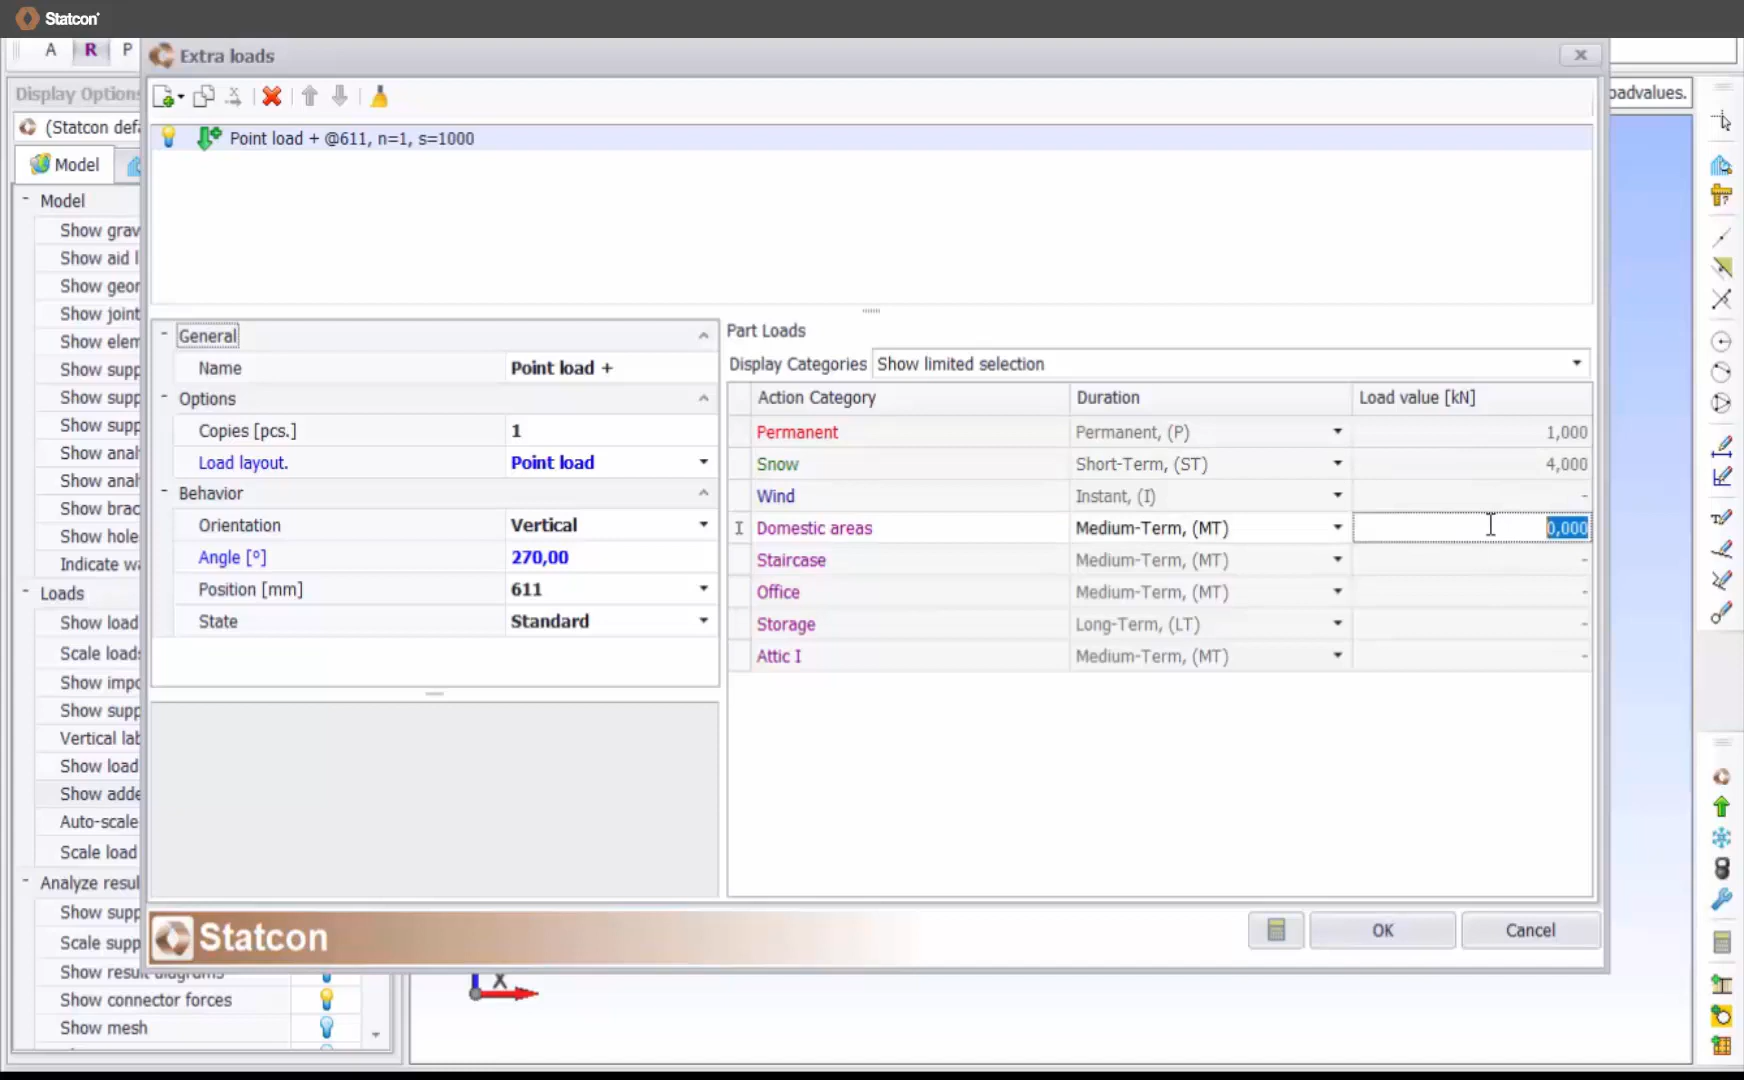 Statcon
A R P
Extra loads
Display Options
oadvalues.
(Statcon defa
Point load + @611, n=1, s=1000
Model
Model
Show grav
Show aid l
Show geor
Show joint
Show elem
Show supp
Show supp
Show supp
Show anal
Show anal
Show brac
Show hole
Indicate wa
Loads
Show load
Scale loads
Show impo
Show supp
Vertical lab
Show load
Show adde
Auto-scale
Scale load
Analyze resul
Show supp
Scale supp
Show result diagrams
Show connector forces
Show mesh
General
Name Point load +
Options
Copies [pcs.] 1
Load layout. Point load
Behavior
Orientation Vertical
Angle [º] 270,00
Position [mm] 611
State Standard
Part Loads
Display Categories Show limited selection
Action Category Duration Load value [kN]
Permanent Permanent, (P) 1,000
Snow Short-Term, (ST) 4,000
Wind Instant, (I) -
Domestic areas Medium-Term, (MT) 0,000
Staircase Medium-Term, (MT) -
Office Medium-Term, (MT) -
Storage Long-Term, (LT) -
Attic I Medium-Term, (MT) -
Statcon
OK Cancel
X